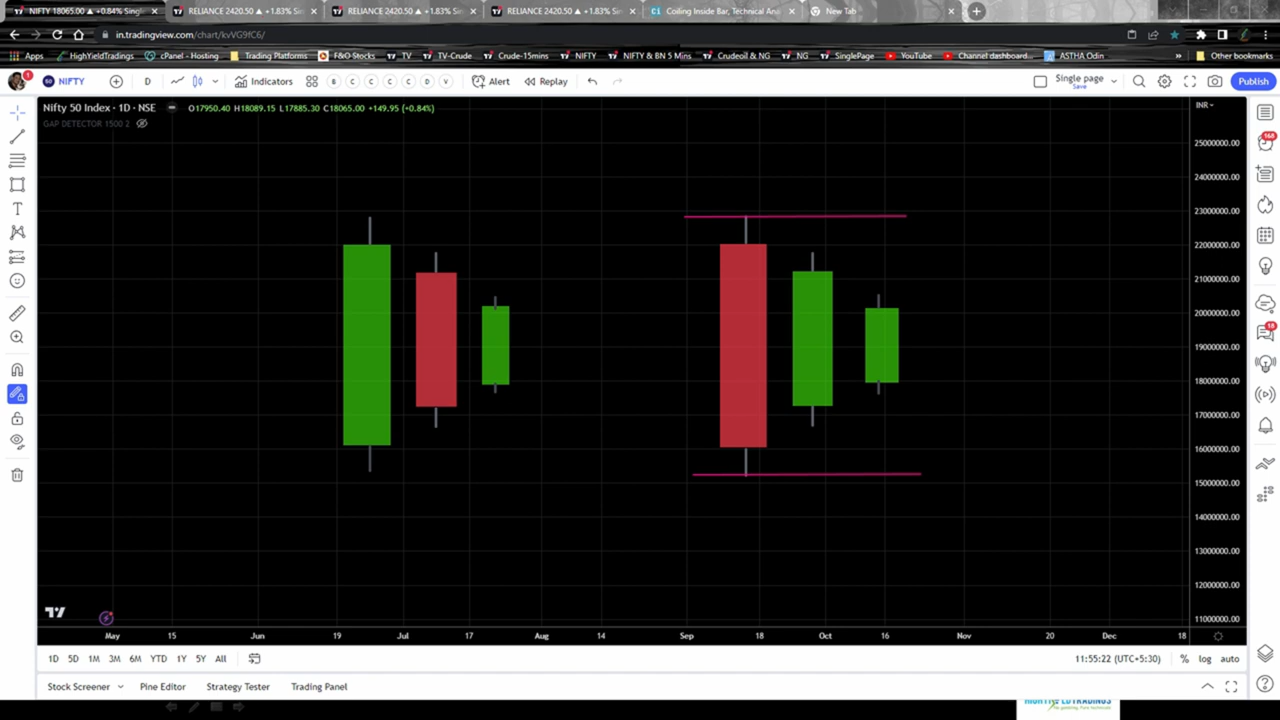 NIFTY 18065.00 ▲ +0.84% Singl
RELIANCE 2420.50 ▲ +1.83% Si
RELIANCE 2420.50 ▲ +1.83% Si
RELIANCE 2420.50 ▲ +1.83% Si
Coiling Inside Bar, Technical An
New Tab
in.tradingview.com/chart/kvVG9fC6/
Apps HighYieldTradings cPanel - Hosting Trading Platforms F&O Stocks TV TV-Crude Crude-15mins NIFTY NIFTY & BN 5 Mins Crudeoil & NG NG SinglePage YouTube Channel dashboard... ASTHA Odin » Other bookmarks
1 NIFTY D Indicators B C C C C D V Alert Replay Single page Save Publish
Nifty 50 Index · 1D · NSE O17950.40 H18089.15 L17885.30 C18065.00 +149.95 (+0.84%) INR
GAP DETECTOR 1500 2
168
18
25000000.00
24000000.00
23000000.00
22000000.00
21000000.00
20000000.00
19000000.00
18000000.00
17000000.00
16000000.00
15000000.00
14000000.00
13000000.00
12000000.00
11000000.00
May 15 Jun 19 Jul 17 Aug 14 Sep 18 Oct 16 Nov 20 Dec 18
1D 5D 1M 3M 6M YTD 1Y 5Y All 11:55:22 (UTC+5:30) % log auto
Stock Screener Pine Editor Strategy Tester Trading Panel